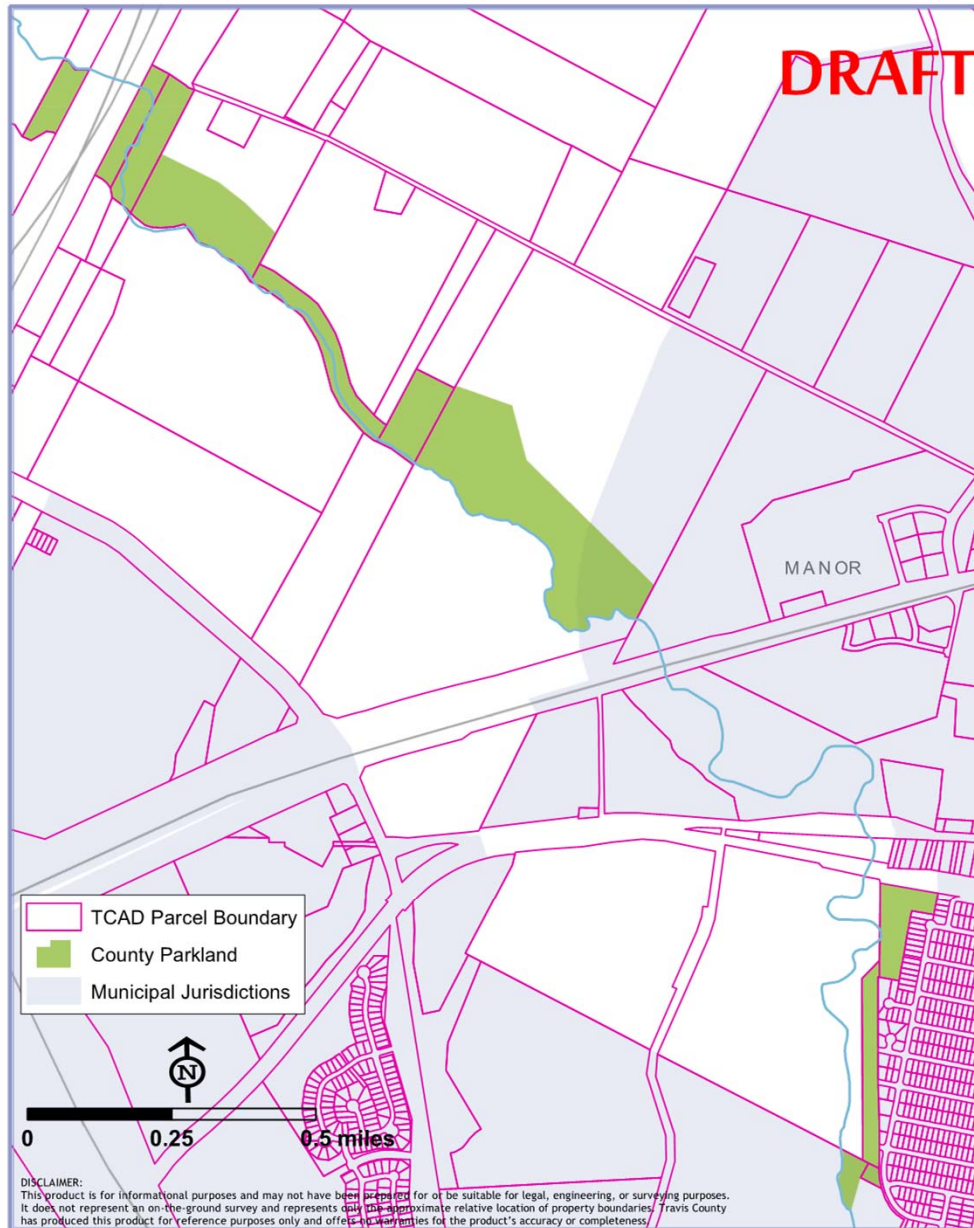 DRAFT
MANOR
TCAD Parcel Boundary
County Parkland
Municipal Jurisdictions
N
0 0.25 0.5 miles
DISCLAIMER:
This product is for informational purposes and may not have been prepared for or be suitable for legal, engineering, or surveying purposes.
It does not represent an on-the-ground survey and represents only the approximate relative location of property boundaries. Travis County
has produced this product for reference purposes only and offers no warranties for the product's accuracy or completeness.